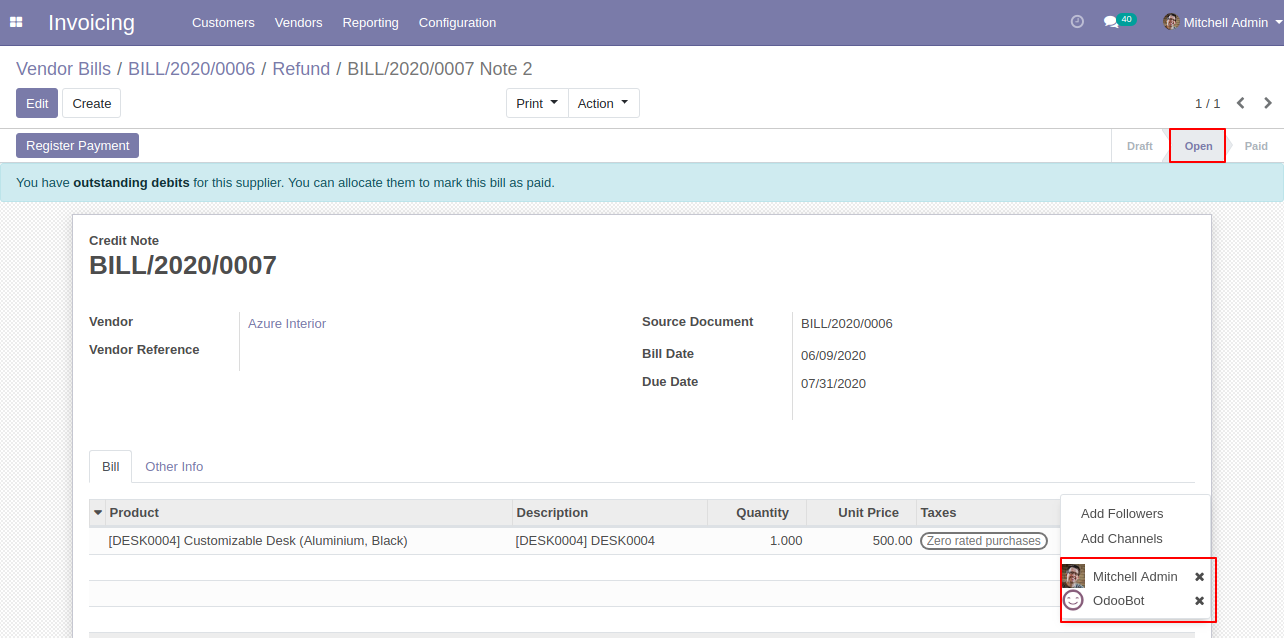 Invoicing Customers Vendors Reporting Configuration 40 Mitchell Admin
Vendor Bills / BILL/2020/0006 / Refund / BILL/2020/0007 Note 2
Edit Create Print Action 1 / 1
Register Payment Draft Open Paid
You have outstanding debits for this supplier. You can allocate them to mark this bill as paid.
Credit Note
BILL/2020/0007
Vendor Azure Interior Source Document BILL/2020/0006
Vendor Reference Bill Date 06/09/2020
Due Date 07/31/2020
Bill Other Info
Product Description Quantity Unit Price Taxes
[DESK0004] Customizable Desk (Aluminium, Black) [DESK0004] DESK0004 1.000 500.00 Zero rated purchases
Add Followers
Add Channels
Mitchell Admin
OdooBot